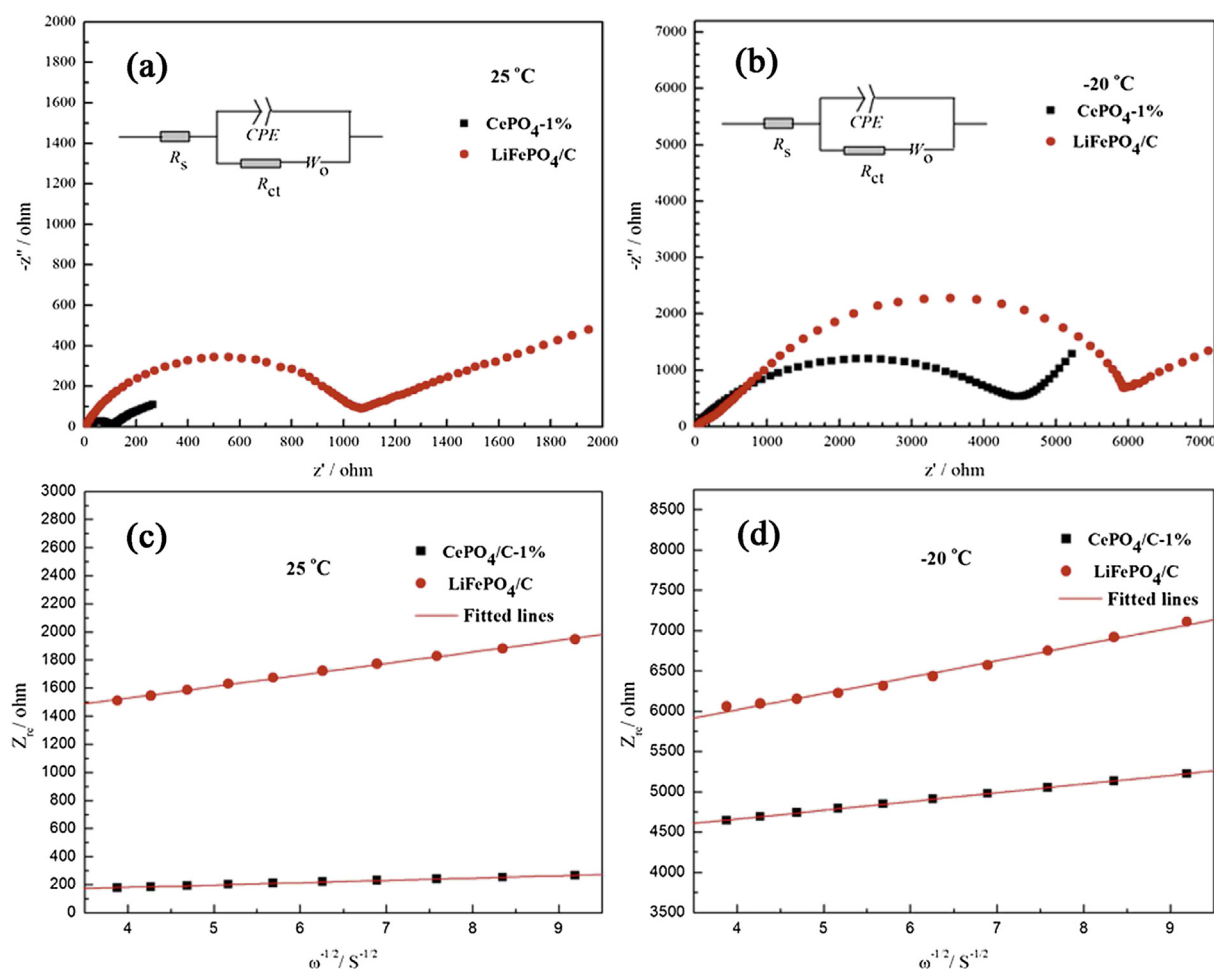 (a)
25 °C
CePO4-1%
LiFePO4/C
CPE
Rs
Rct
Wo
-z'' / ohm
2000
1800
1600
1400
1200
1000
800
600
400
200
0
0 200 400 600 800 1000 1200 1400 1600 1800 2000
z' / ohm
(b)
-20 °C
CePO4-1%
LiFePO4/C
CPE
Rs
Rct
Wo
-z'' / ohm
7000
6000
5000
4000
3000
2000
1000
0
0 1000 2000 3000 4000 5000 6000 7000
z' / ohm
(c)
25 °C
CePO4/C-1%
LiFePO4/C
Fitted lines
Zre/ ohm
3000
2800
2600
2400
2200
2000
1800
1600
1400
1200
1000
800
600
400
200
0
4 5 6 7 8 9
ω-1/2/ S-1/2
(d)
-20 °C
CePO4/C-1%
LiFePO4/C
Fitted lines
Zre/ ohm
8500
8000
7500
7000
6500
6000
5500
5000
4500
4000
3500
4 5 6 7 8 9
ω-1/2/ S-1/2